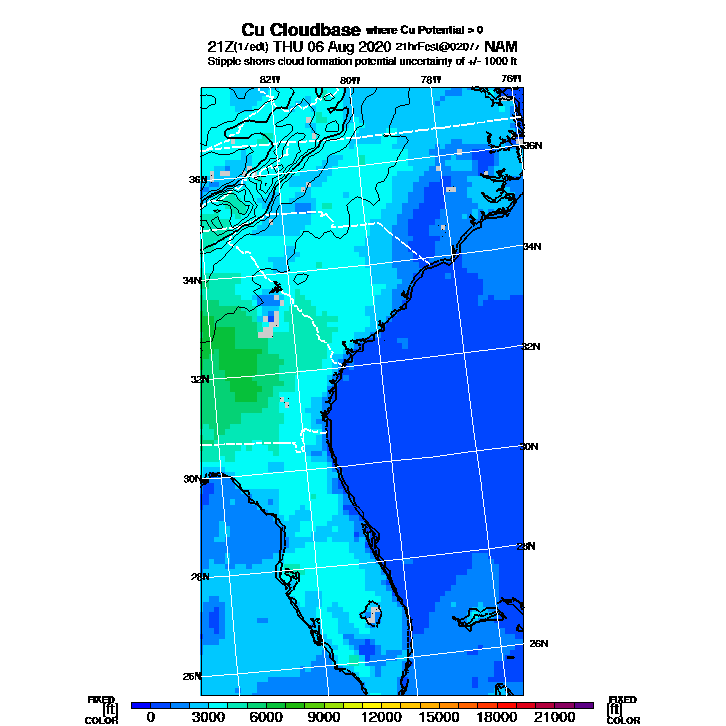 Cu Cloudbase where Cu Potential > 0
21Z(17edt) THU 06 Aug 2020 21hrFcst@0207z NAM
Stipple shows cloud formation potential uncertainty of +/- 1000 ft
82W 80W 78W 76W
36N
36N
34N
34N
32N
32N
30N
30N
28N
28N
26N
26N
FIXED FIXED
[ft] [ft]
COLOR COLOR
0 3000 6000 9000 12000 15000 18000 21000